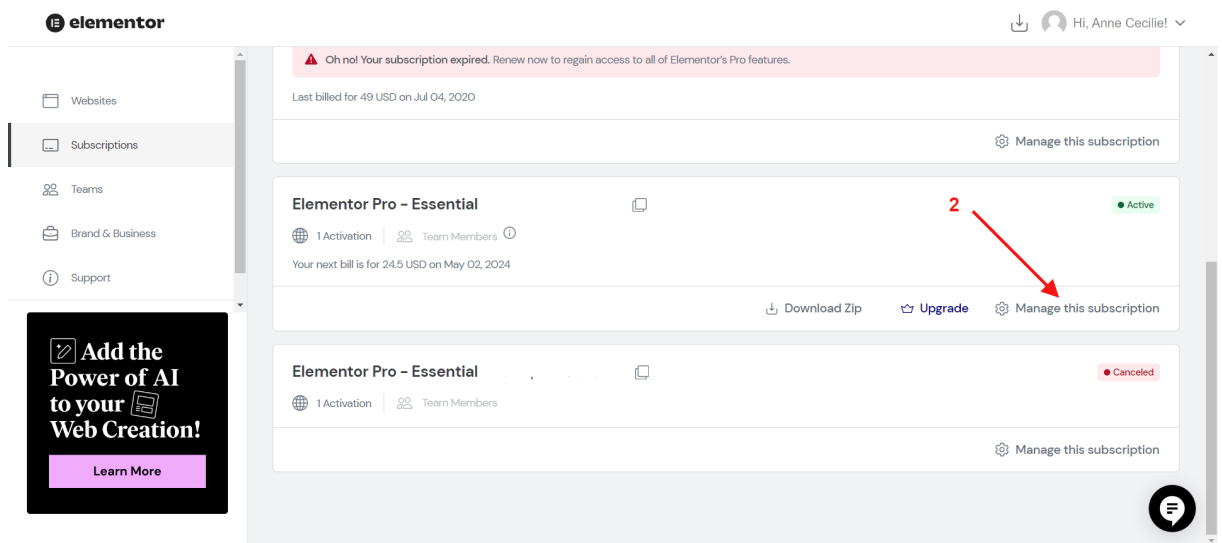 elementor
Hi, Anne Cecilie!
Websites
Subscriptions
Teams
Brand & Business
Support
Add the
Power of AI
to your
Web Creation!
Learn More
Oh no! Your subscription expired. Renew now to regain access to all of Elementor's Pro features.
Last billed for 49 USD on Jul 04, 2020
Manage this subscription
Elementor Pro - Essential
2
Active
1 Activation
Team Members
Your next bill is for 24.5 USD on May 02, 2024
Download Zip
Upgrade
Manage this subscription
Elementor Pro - Essential
Canceled
1 Activation
Team Members
Manage this subscription